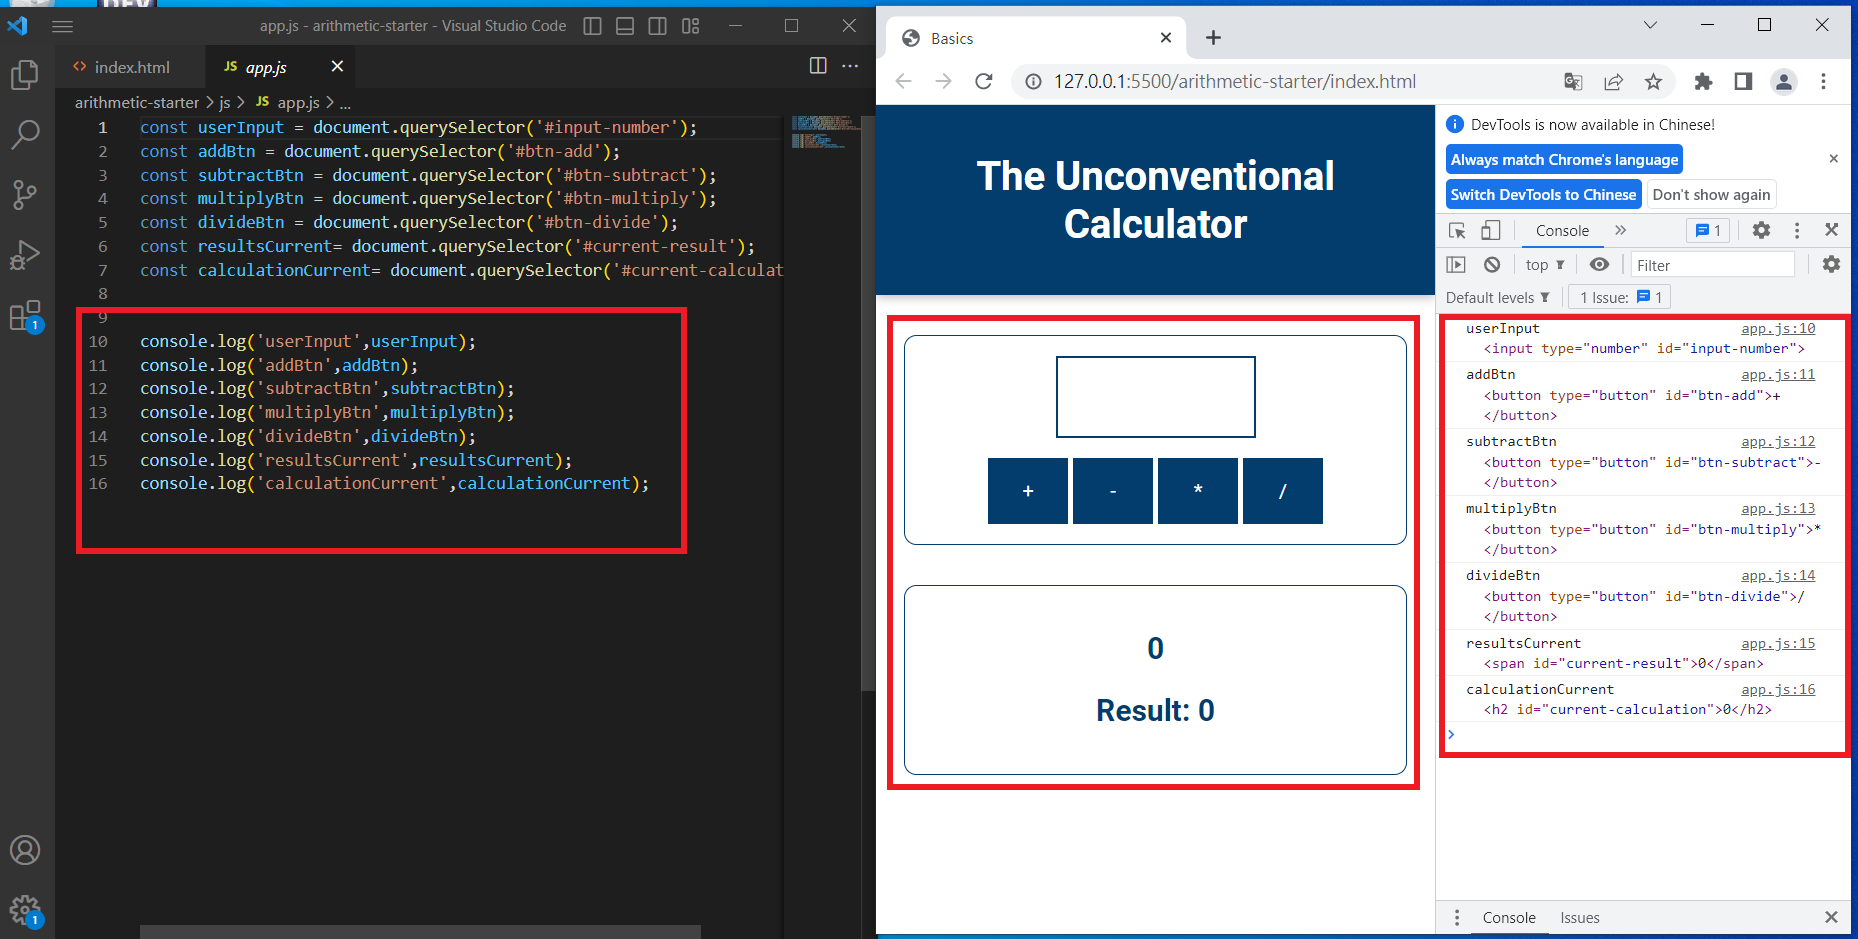 DEV
app.js - arithmetic-starter - Visual Studio Code
index.html
JS app.js
arithmetic-starter > js > JS app.js > ...
1 const userInput = document.querySelector('#input-number');
2 const addBtn = document.querySelector('#btn-add');
3 const subtractBtn = document.querySelector('#btn-subtract');
4 const multiplyBtn = document.querySelector('#btn-multiply');
5 const divideBtn = document.querySelector('#btn-divide');
6 const resultsCurrent= document.querySelector('#current-result');
7 const calculationCurrent= document.querySelector('#current-calculat
8
9
10 console.log('userInput',userInput);
11 console.log('addBtn',addBtn);
12 console.log('subtractBtn',subtractBtn);
13 console.log('multiplyBtn',multiplyBtn);
14 console.log('divideBtn',divideBtn);
15 console.log('resultsCurrent',resultsCurrent);
16 console.log('calculationCurrent',calculationCurrent);
1
1
Basics
127.0.0.1:5500/arithmetic-starter/index.html
The Unconventional
Calculator
+ - * /
0
Result: 0
DevTools is now available in Chinese!
Always match Chrome's language
Switch DevTools to Chinese Don't show again
Console » 1
top Filter
Default levels 1 Issue: 1
userInput app.js:10
<input type="number" id="input-number">
addBtn app.js:11
<button type="button" id="btn-add">+
</button>
subtractBtn app.js:12
<button type="button" id="btn-subtract">-
</button>
multiplyBtn app.js:13
<button type="button" id="btn-multiply">*
</button>
divideBtn app.js:14
<button type="button" id="btn-divide">/
</button>
resultsCurrent app.js:15
<span id="current-result">0</span>
calculationCurrent app.js:16
<h2 id="current-calculation">0</h2>
>
Console Issues